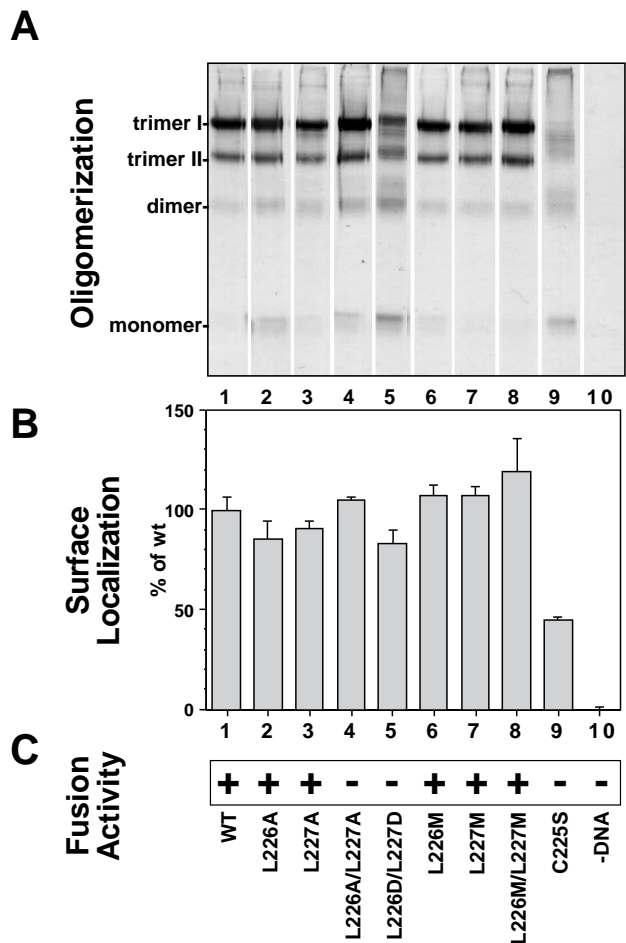 A
Oligomerization
trimer I-
trimer II-
dimer-
monomer-
1 2 3 4 5 6 7 8 9 10
B
Surface
Localization
% of wt
150
100
50
0
1 2 3 4 5 6 7 8 9 10
C
Fusion
Activity
+ + + - - + + + - -
WT
L226A
L227A
L226A/L227A
L226D/L227D
L226M
L227M
L226M/L227M
C225S
-DNA